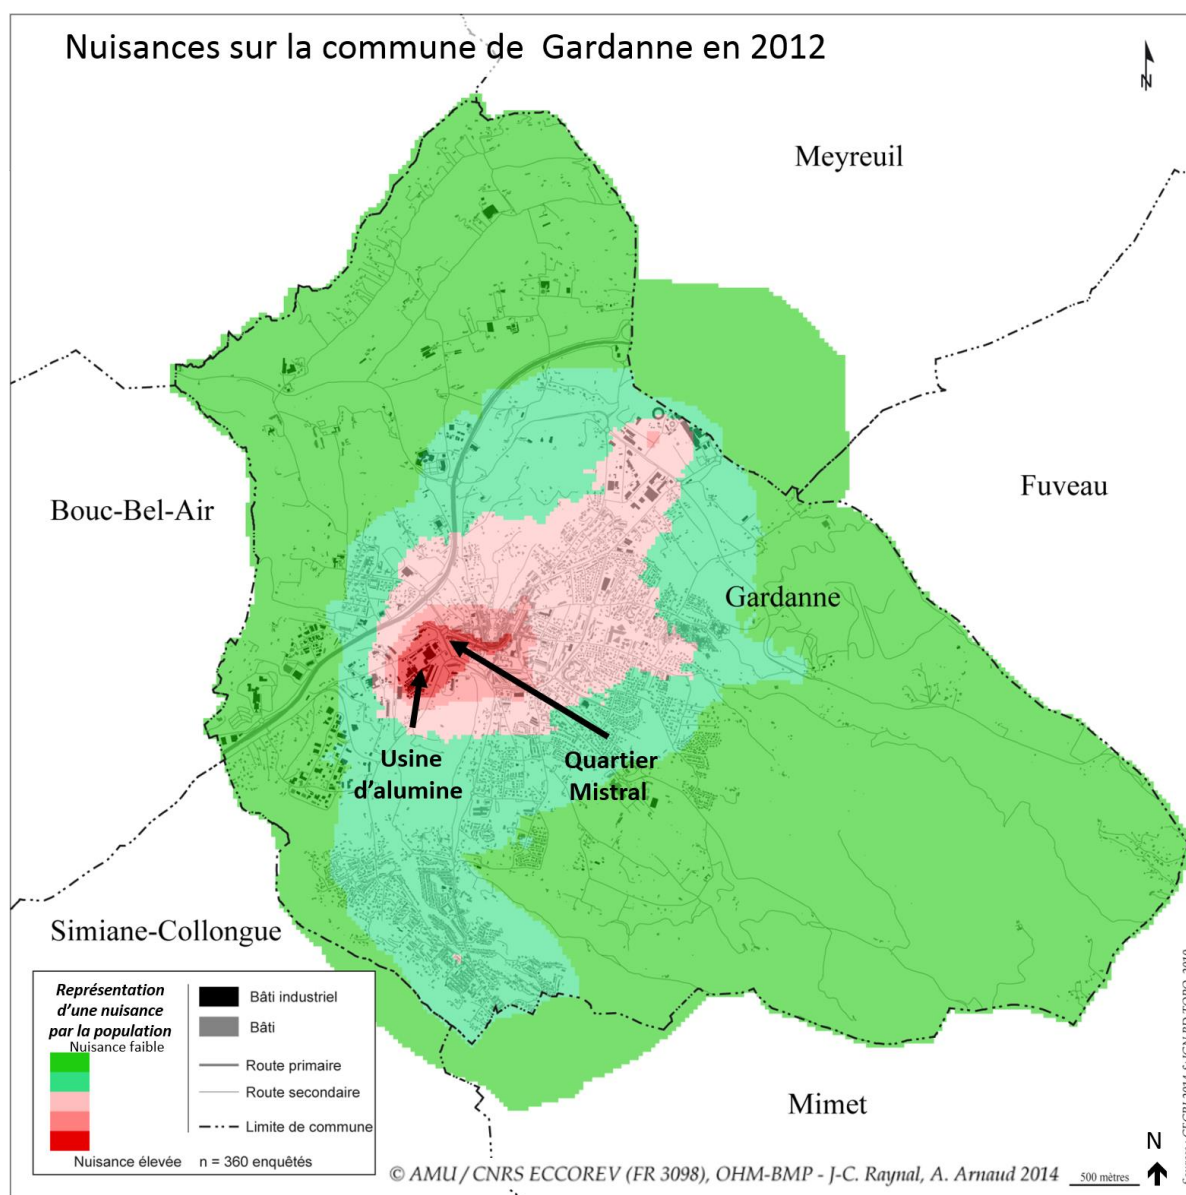 Nuisances sur la commune de Gardanne en 2012
N
Meyreuil
Fuveau
Bouc-Bel-Air
Gardanne
Usine
d'alumine
Quartier
Mistral
Simiane-Collongue
Mimet
Représentation
d'une nuisance
par la population
Nuisance faible
Nuisance élevée
Bâti industriel
Bâti
Route primaire
Route secondaire
Limite de commune
n = 360 enquêtés
© AMU / CNRS ECCOREV (FR 3098), OHM-BMP - J-C. Raynal, A. Arnaud 2014
500 mètres
N